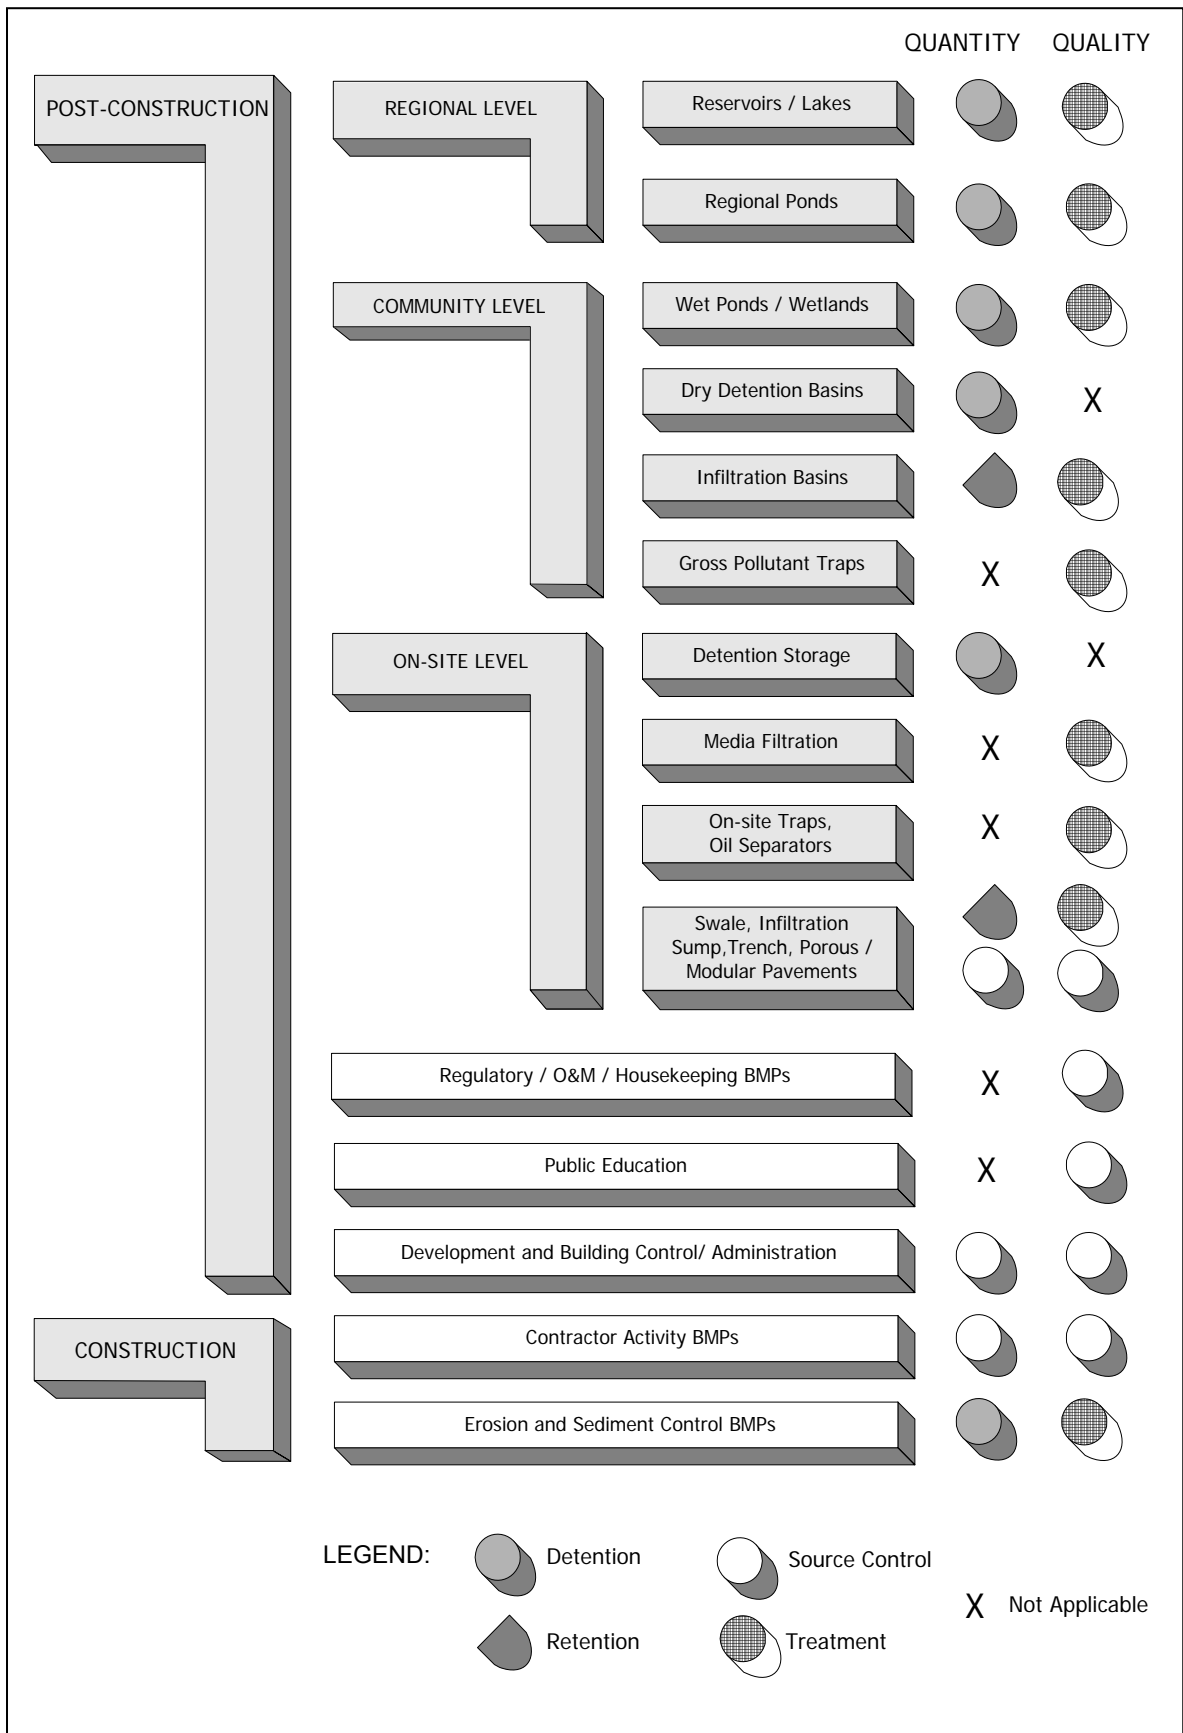 QUANTITY QUALITY
POST-CONSTRUCTION
REGIONAL LEVEL
Reservoirs / Lakes
Regional Ponds
COMMUNITY LEVEL
Wet Ponds / Wetlands
Dry Detention Basins
X
Infiltration Basins
Gross Pollutant Traps
X
ON-SITE LEVEL
Detention Storage
X
Media Filtration
X
On-site Traps,
Oil Separators
X
Swale, Infiltration
Sump,Trench, Porous /
Modular Pavements
Regulatory / O&M / Housekeeping BMPs
X
Public Education
X
Development and Building Control/ Administration
CONSTRUCTION
Contractor Activity BMPs
Erosion and Sediment Control BMPs
LEGEND:
Detention
Source Control
X Not Applicable
Retention
Treatment